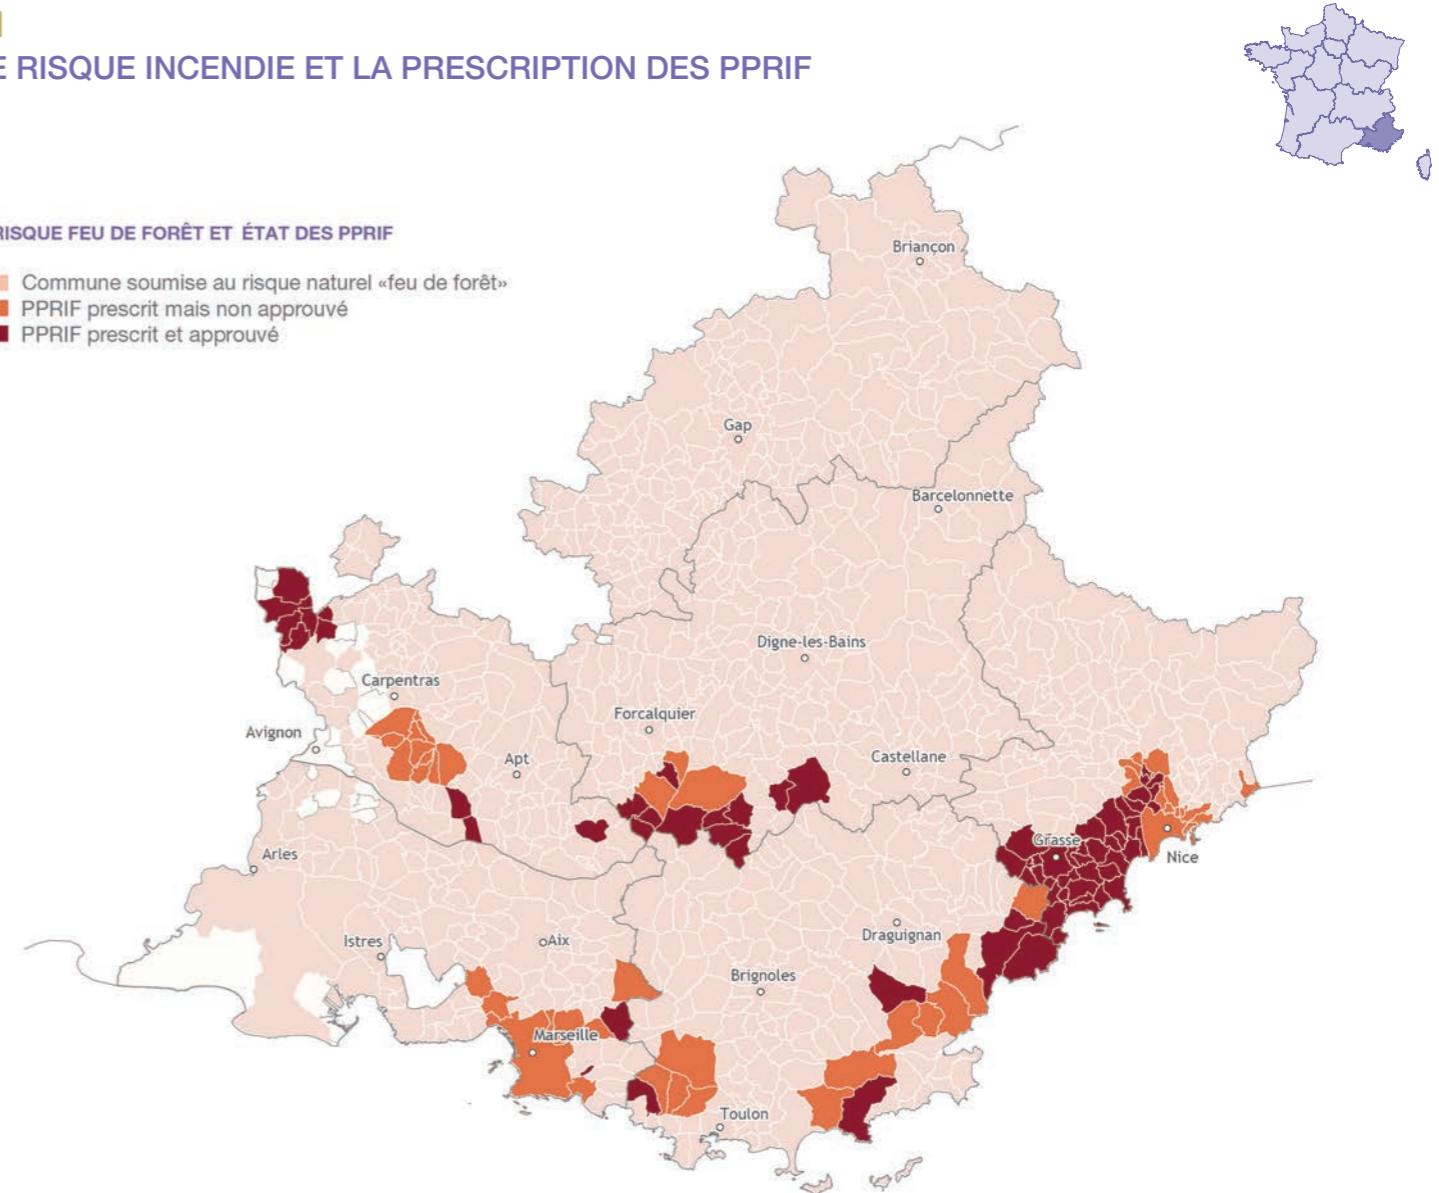 E RISQUE INCENDIE ET LA PRESCRIPTION DES PPRIF
RISQUE FEU DE FORÊT ET ÉTAT DES PPRIF
Commune soumise au risque naturel «feu de forêt»
PPRIF prescrit mais non approuvé
PPRIF prescrit et approuvé
Briançon
Gap
Barcelonnette
Digne-les-Bains
Carpentras
Forcalquier
Avignon
Apt
Castellane
Grasse
Nice
Arles
Draguignan
Istres
Aix
Brignoles
Marseille
Toulon